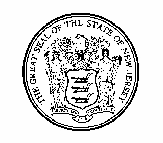 THE GREAT SEAL OF THE STATE OF NEW JERSEY